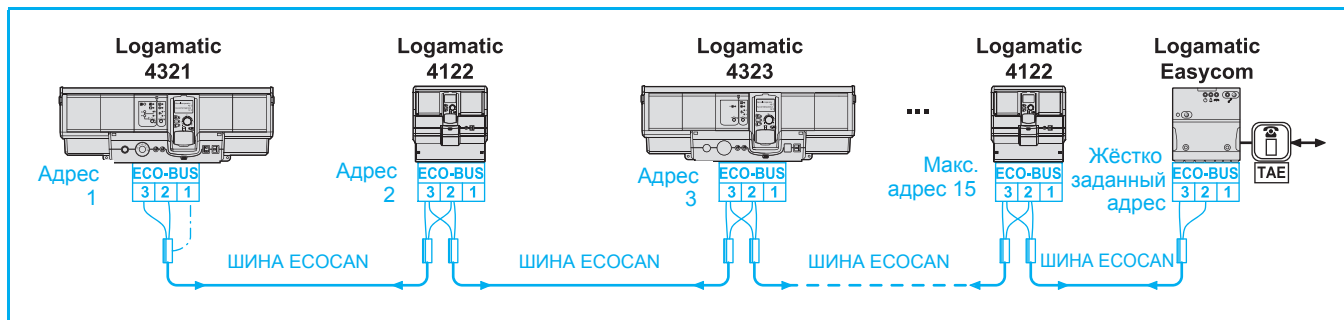 Logamatic
4321
Logamatic
4122
Logamatic
4323
...
Logamatic
4122
Logamatic
Easycom
Адрес
1
ECO-BUS
3 2 1
Адрес
2
ECO-BUS
3 2 1
Адрес
3
ECO-BUS
3 2 1
Макс.
адрес 15
ECO-BUS
3 2 1
Жёстко
заданный
адрес
ECO-BUS
3 2 1
TAE
ШИНА ECOCAN
ШИНА ECOCAN
ШИНА ECOCAN
ШИНА ECOCAN